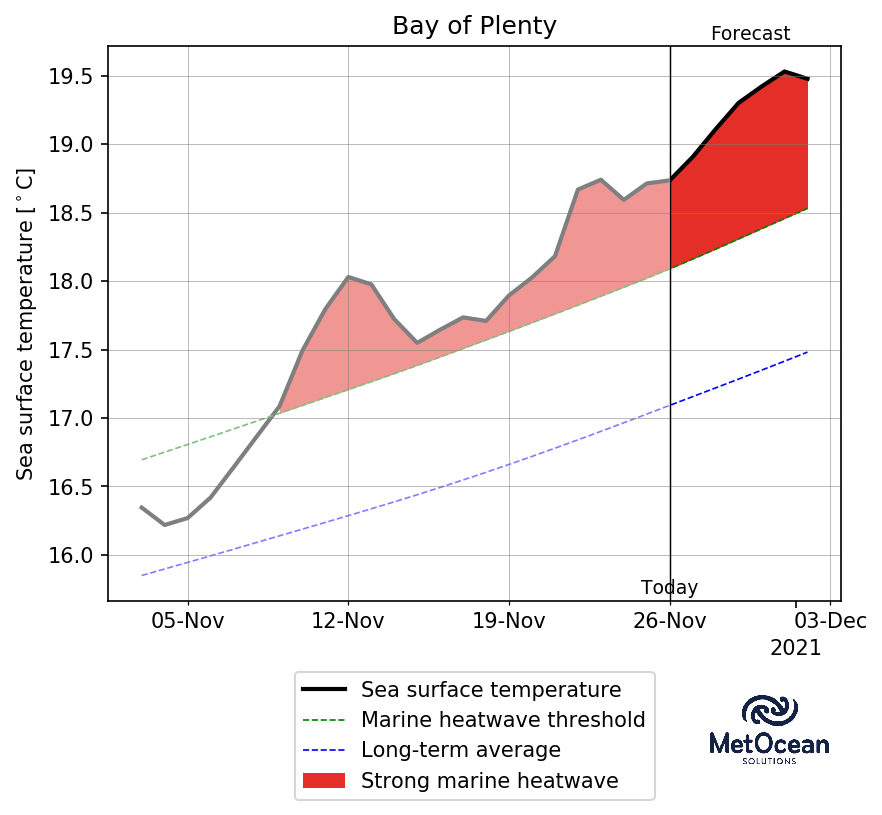 Bay of Plenty
Forecast
Sea surface temperature [°C]
19.5
19.0
18.5
18.0
17.5
17.0
16.5
16.0
Today
05-Nov 12-Nov 19-Nov 26-Nov 03-Dec
2021
Sea surface temperature
Marine heatwave threshold
Long-term average
Strong marine heatwave
MetOcean
SOLUTIONS